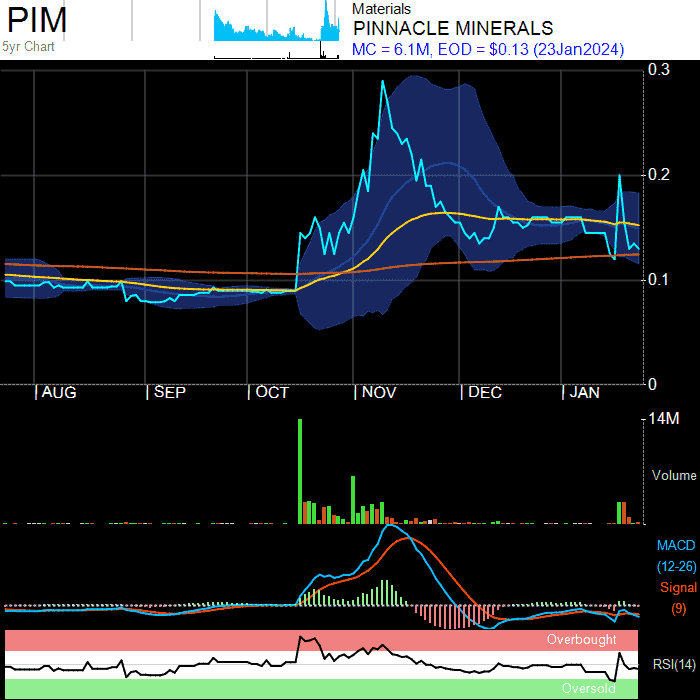 PIM
5yr Chart
Materials
PINNACLE MINERALS
MC = 6.1M, EOD = $0.13 (23Jan2024)
0.3
0.2
0.1
0
AUG SEP OCT NOV DEC JAN
14M
Volume
MACD
(12-26)
Signal
(9)
Overbought
RSI(14)
Oversold